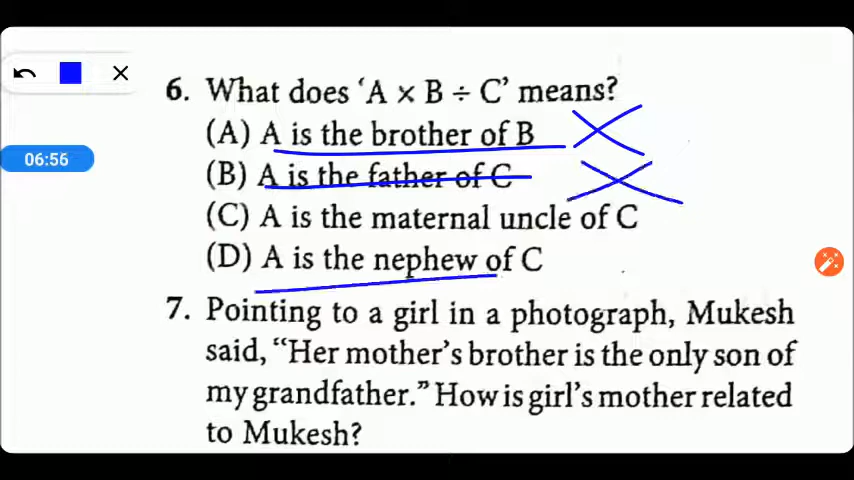 6. What does ‘A × B ÷ C’ means?
(A) A is the brother of B
06:56
(B) A is the father of C
(C) A is the maternal uncle of C
(D) A is the nephew of C
7. Pointing to a girl in a photograph, Mukesh
said, “Her mother’s brother is the only son of
my grandfather.” How is girl’s mother related
to Mukesh?